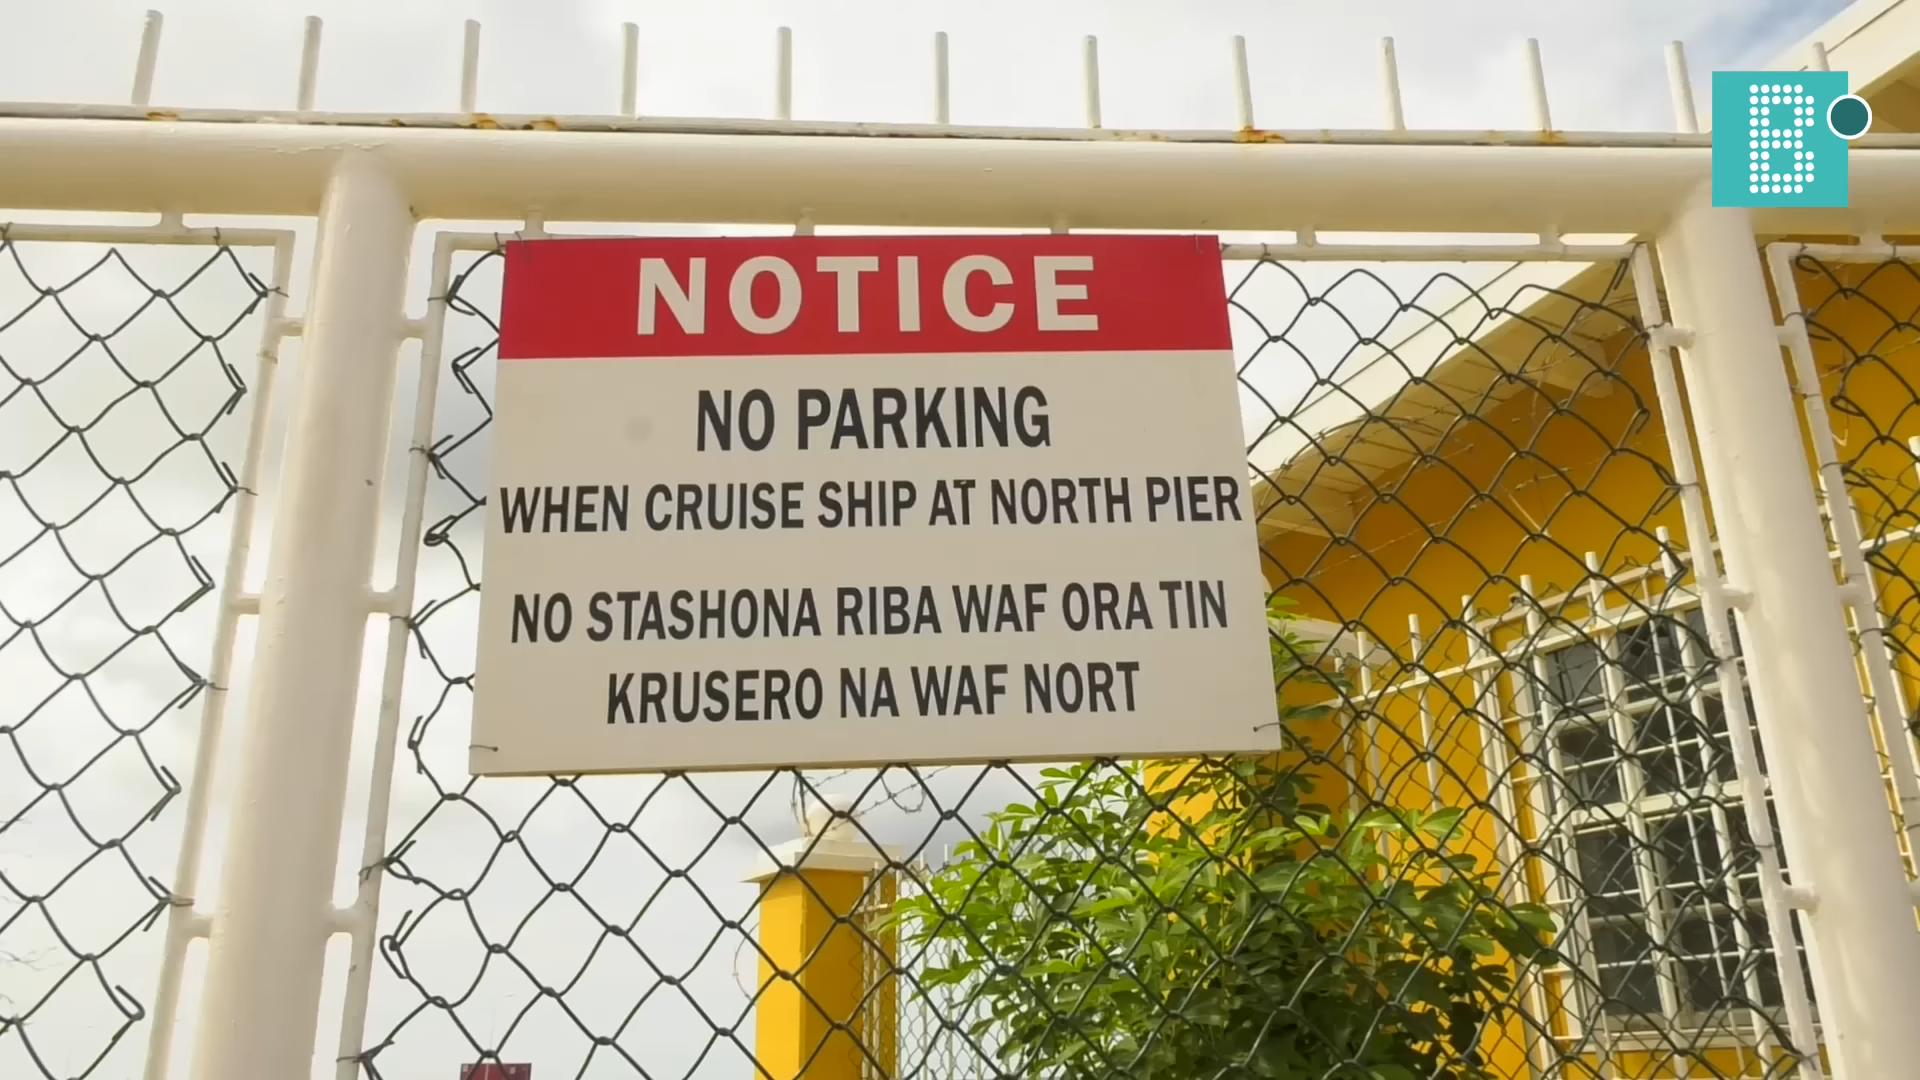 NOTICE
NO PARKING
WHEN CRUISE SHIP AT NORTH PIER
NO STASHONA RIBA WAF ORA TIN
KRUSERO NA WAF NORT
B